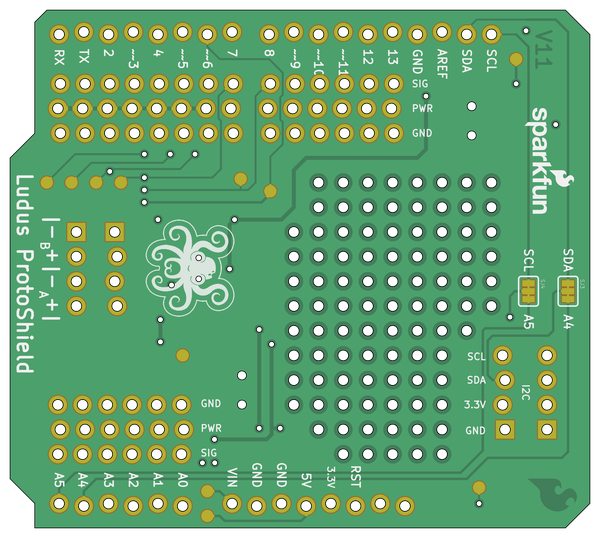 RX TX 2 ~3 4 ~5 ~6 7 8 ~9 ~10 ~11 12 13 GND AREF SDA SCL
V11
SIG
PWR
GND
sparkfun
Ludus ProtoShield
|-B+|-A+|
SCL SDA
A5 A4
SCL
SDA
3.3V
GND
I2C
GND
PWR
SIG
A5 A4 A3 A2 A1 A0 VIN GND GND 5V 3.3V RST